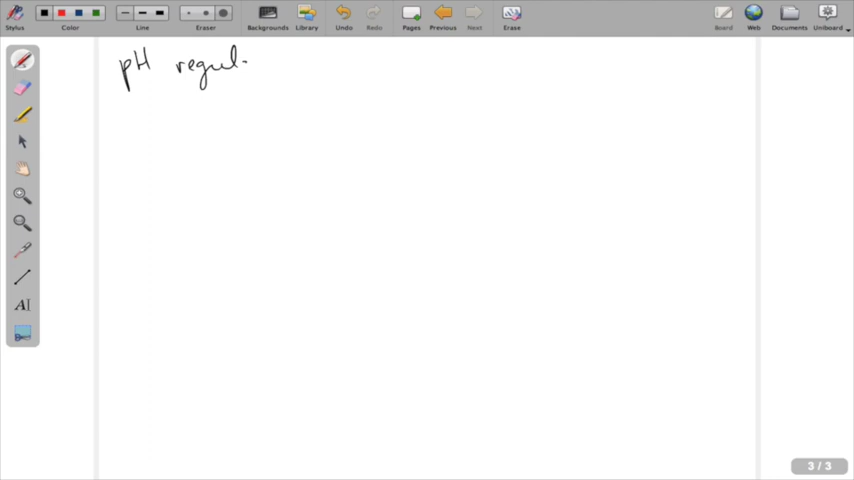 Stylus Color Line Eraser Backgrounds Library Undo Redo Pages Previous Next Erase Board Web Documents Uniboard
pH regul.
AI
3 / 3